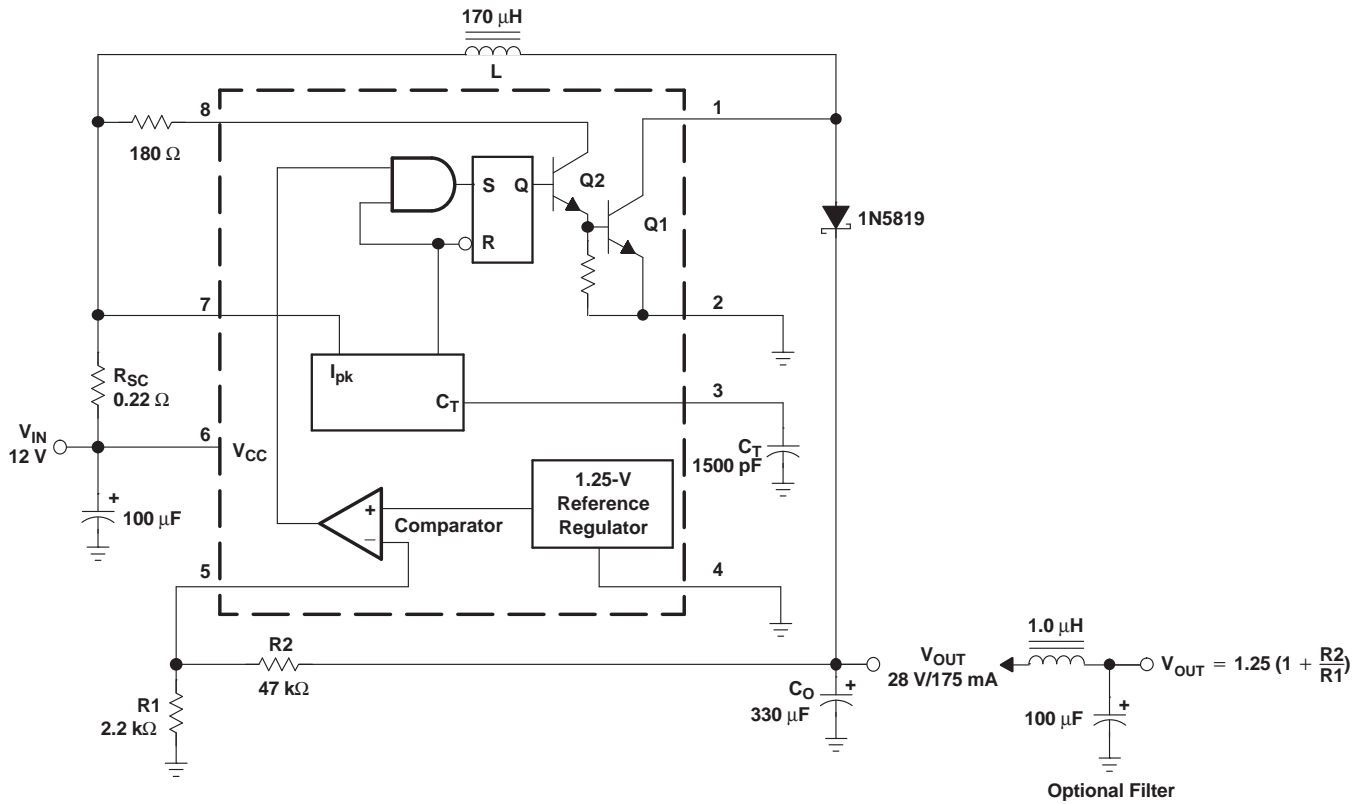 170 μH
L
8
1
180 Ω
S
Q
Q2
Q1
R
1N5819
7
2
Ipk
CT
3
RSC
0.22 Ω
VIN
12 V
6
VCC
CT
1500 pF
100 μF
+
1.25-V
Reference
Regulator
+
−
Comparator
5
4
R2
47 kΩ
R1
2.2 kΩ
CO
330 μF
+
VOUT
28 V/175 mA
1.0 μH
VOUT = 1.25 (1 + R2/R1)
100 μF
+
Optional Filter